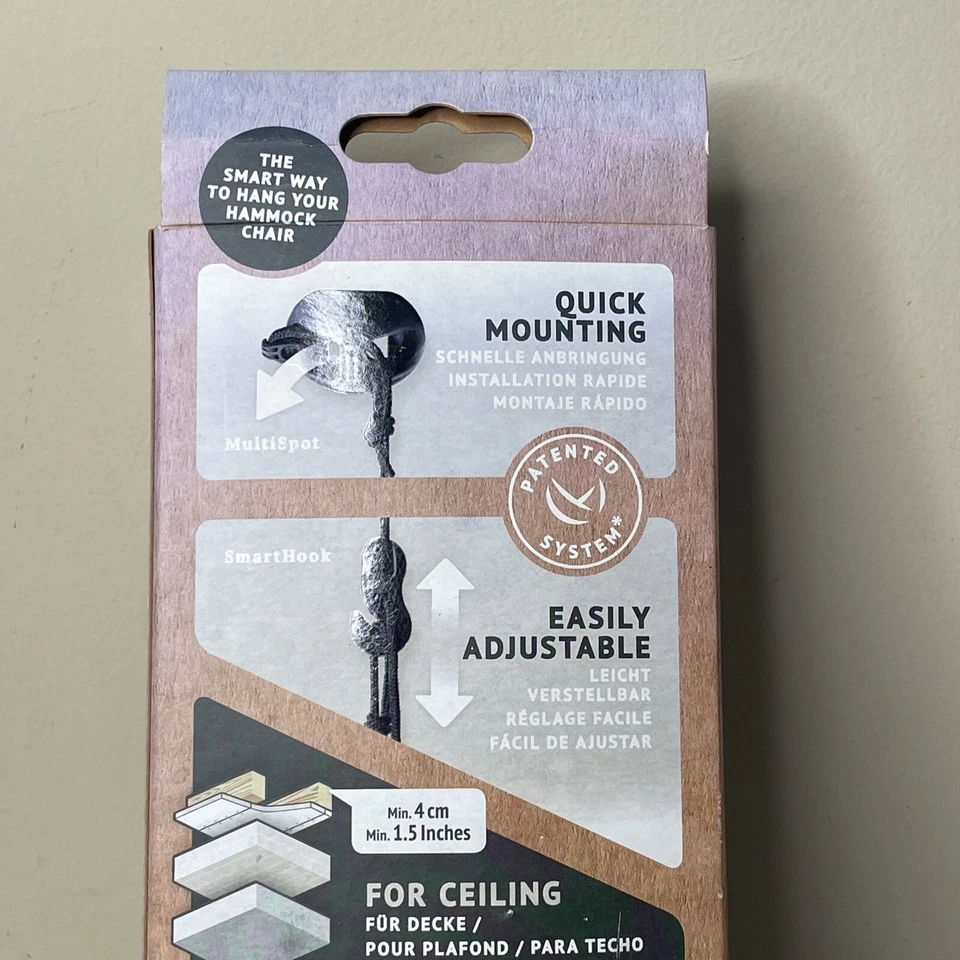 THE
SMART WAY
TO HANG YOUR
HAMMOCK
CHAIR
QUICK
MOUNTING
SCHNELLE ANBRINGUNG
INSTALLATION RAPIDE
MONTAJE RÁPIDO
MultiSpot
PATENTED
SYSTEM*
SmartHook
EASILY
ADJUSTABLE
LEICHT
VERSTELLBAR
RÉGLAGE FACILE
FÁCIL DE AJUSTAR
Min. 4 cm
Min. 1.5 Inches
FOR CEILING
FÜR DECKE /
POUR PLAFOND / PARA TECHO